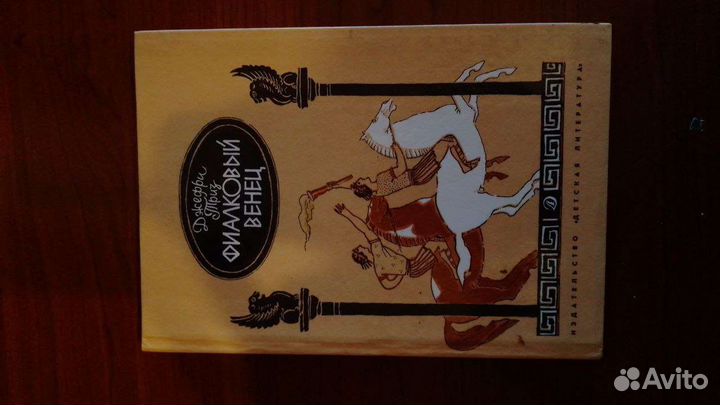 Джеффри
Триз
ФИАЛКОВЫЙ
ВЕНЕЦ
ИЗДАТЕЛЬСТВО «ДЕТСКАЯ ЛИТЕРАТУРА»
Avito